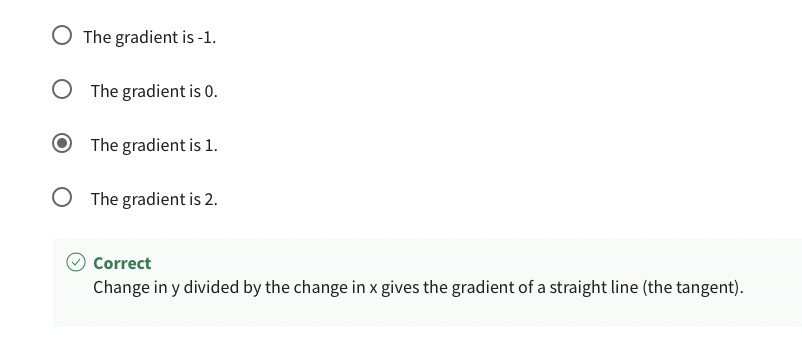 The gradient is -1.
The gradient is 0.
The gradient is 1.
The gradient is 2.
Correct
Change in y divided by the change in x gives the gradient of a straight line (the tangent).